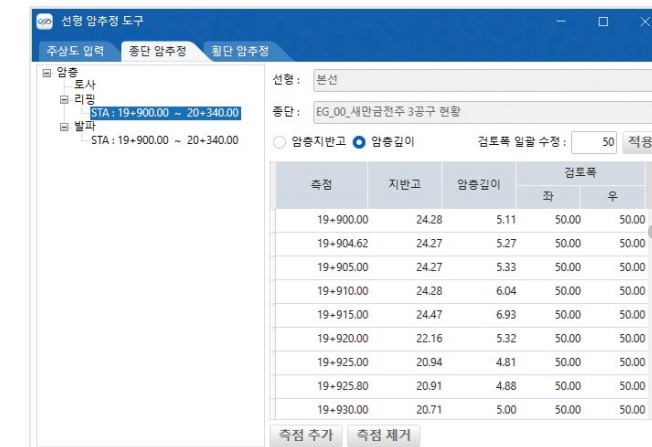 선형 암추정 도구
주상도 입력 종단 암추정 횡단 암추정
암층
토사
리핑
STA : 19+900.00 ~ 20+340.00
발파
STA : 19+900.00 ~ 20+340.00
선형 : 본선
종단 : EG_00_새만금전주 3공구 현황
암층지반고 암층깊이 검토폭 일괄 수정 : 50 적용
측점 지반고 암층깊이 검토폭
좌 우
19+900.00 24.28 5.11 50.00 50.00
19+904.62 24.27 5.27 50.00 50.00
19+905.00 24.27 5.33 50.00 50.00
19+910.00 24.28 6.04 50.00 50.00
19+915.00 24.47 6.93 50.00 50.00
19+920.00 22.16 5.32 50.00 50.00
19+925.00 20.94 4.81 50.00 50.00
19+925.80 20.91 4.88 50.00 50.00
19+930.00 20.71 5.00 50.00 50.00
측점 추가 측점 제거